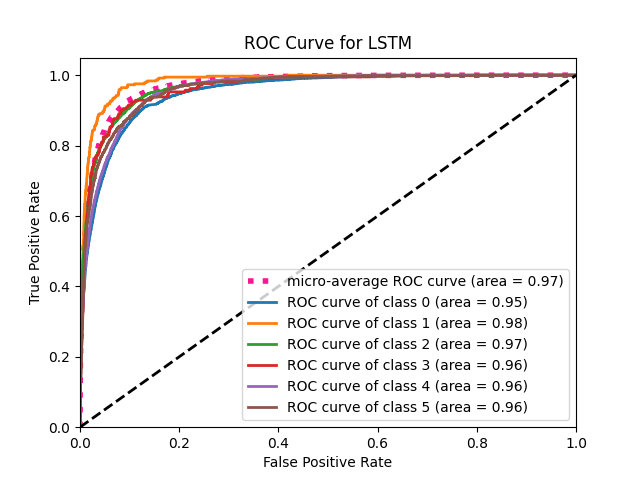 ROC Curve for LSTM
True Positive Rate
1.0
0.8
0.6
0.4
0.2
0.0
0.0 0.2 0.4 0.6 0.8 1.0
False Positive Rate
micro-average ROC curve (area = 0.97)
ROC curve of class 0 (area = 0.95)
ROC curve of class 1 (area = 0.98)
ROC curve of class 2 (area = 0.97)
ROC curve of class 3 (area = 0.96)
ROC curve of class 4 (area = 0.96)
ROC curve of class 5 (area = 0.96)